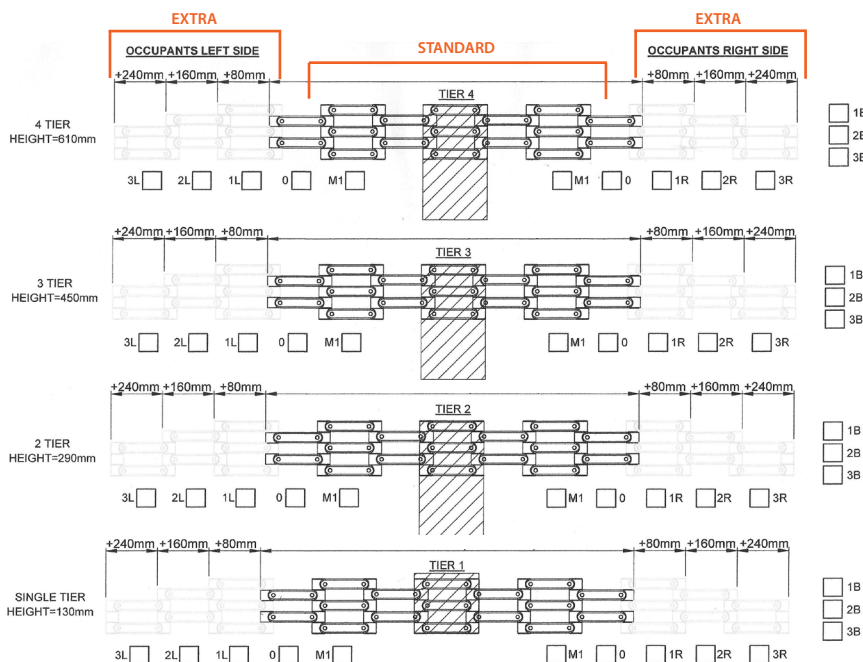 EXTRA
EXTRA
STANDARD
OCCUPANTS LEFT SIDE
OCCUPANTS RIGHT SIDE
+240mm +160mm +80mm +80mm +160mm +240mm
TIER 4
4 TIER
HEIGHT=610mm
1B
2B
3B
3L 2L 1L 0 M1 M1 0 1R 2R 3R
+240mm +160mm +80mm +80mm +160mm +240mm
TIER 3
3 TIER
HEIGHT=450mm
1B
2B
3B
3L 2L 1L 0 M1 M1 0 1R 2R 3R
+240mm +160mm +80mm +80mm +160mm +240mm
TIER 2
2 TIER
HEIGHT=290mm
1B
2B
3B
3L 2L 1L 0 M1 M1 0 1R 2R 3R
+240mm +160mm +80mm +80mm +160mm +240mm
TIER 1
SINGLE TIER
HEIGHT=130mm
1B
2B
3B
3L 2L 1L 0 M1 M1 0 1R 2R 3R